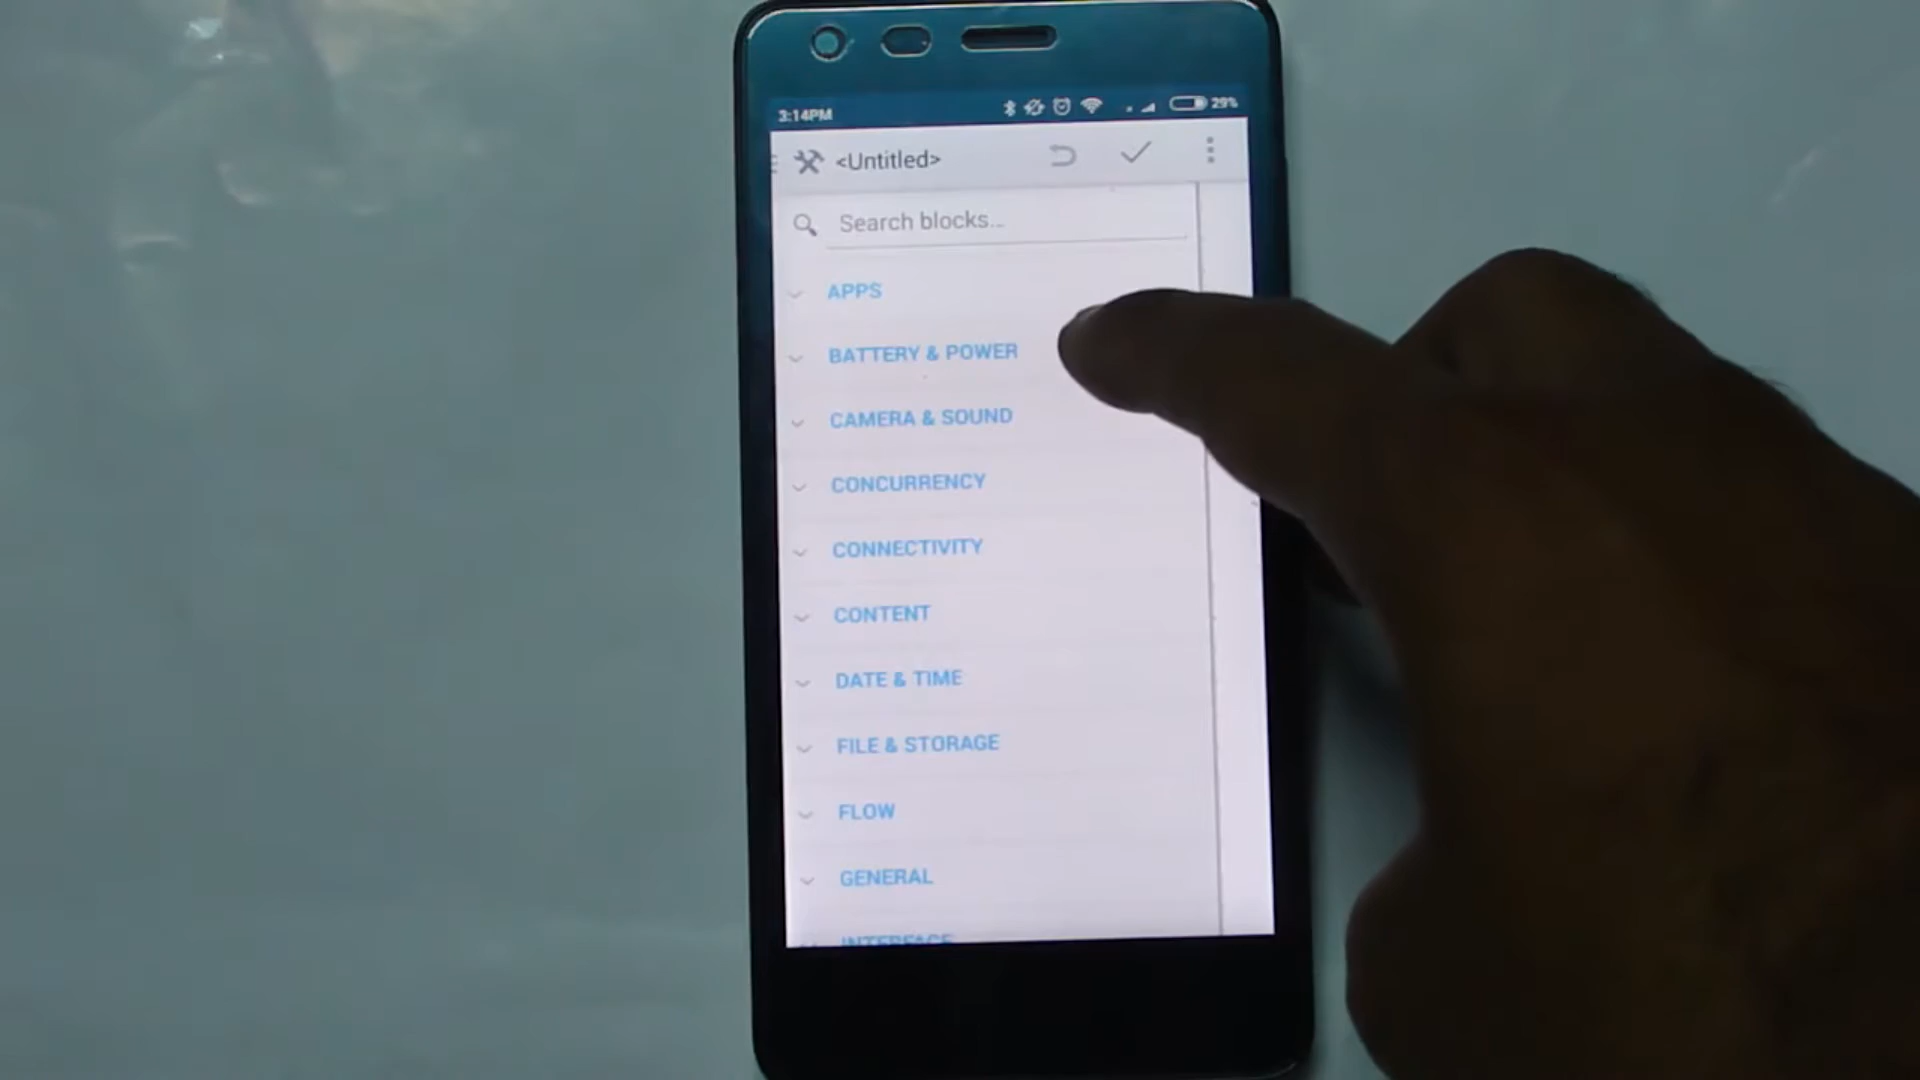 3:14PM 29%
<Untitled>
Search blocks...
APPS
BATTERY & POWER
CAMERA & SOUND
CONCURRENCY
CONNECTIVITY
CONTENT
DATE & TIME
FILE & STORAGE
FLOW
GENERAL
INTERFACE